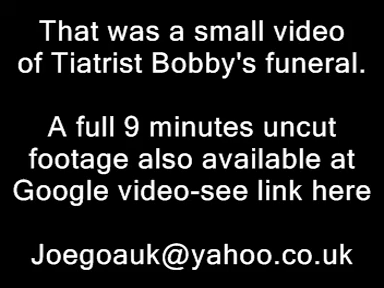 That was a small video
of Tiatrist Bobby's funeral.
A full 9 minutes uncut
footage also available at
Google video-see link here
Joegoauk@yahoo.co.uk